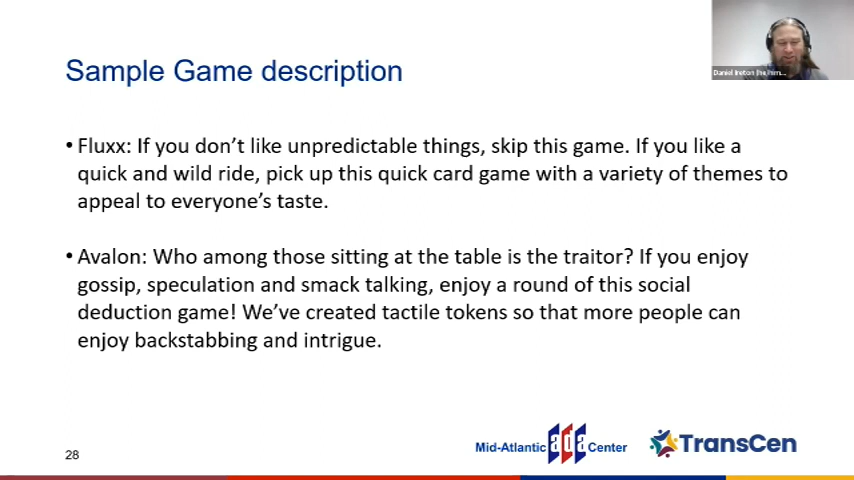 Sample Game description
Daniel Ireton (he/him...
• Fluxx: If you don’t like unpredictable things, skip this game. If you like a
quick and wild ride, pick up this quick card game with a variety of themes to
appeal to everyone’s taste.
• Avalon: Who among those sitting at the table is the traitor? If you enjoy
gossip, speculation and smack talking, enjoy a round of this social
deduction game! We’ve created tactile tokens so that more people can
enjoy backstabbing and intrigue.
28
Mid-Atlantic ada Center
TransCen